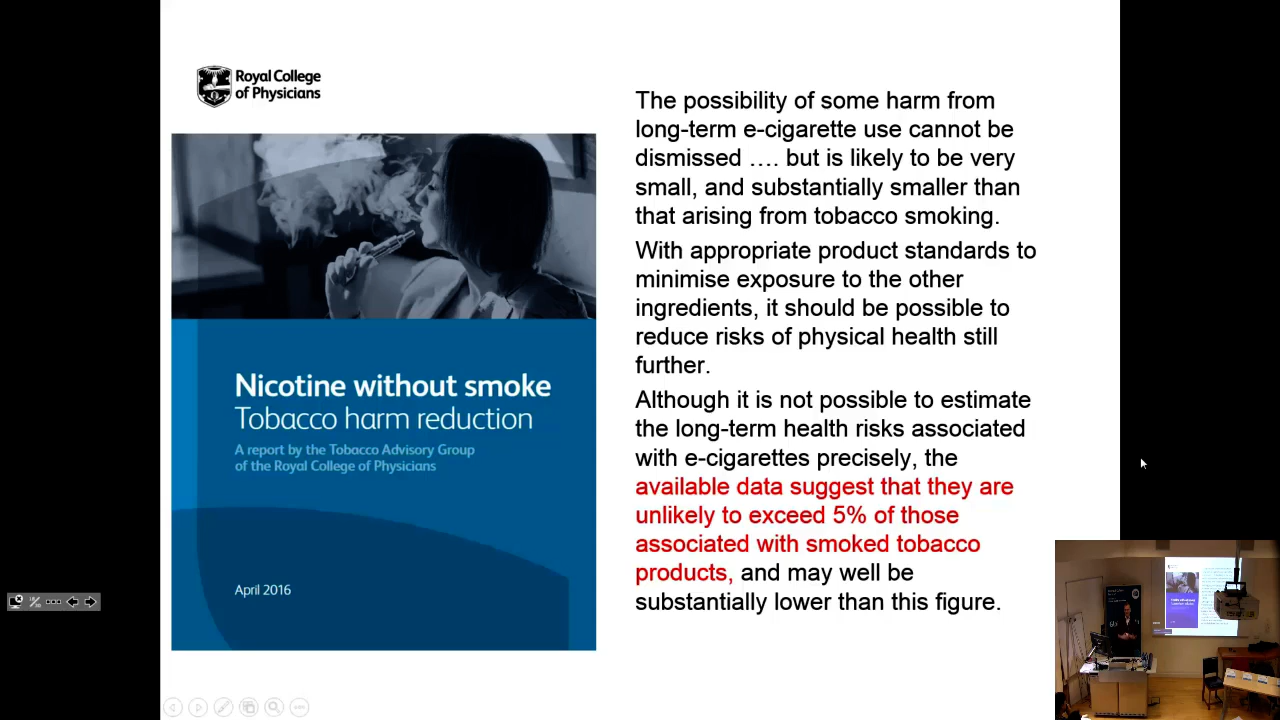 Royal College
of Physicians
Nicotine without smoke
Tobacco harm reduction
A report by the Tobacco Advisory Group
of the Royal College of Physicians
April 2016
The possibility of some harm from
long-term e-cigarette use cannot be
dismissed …. but is likely to be very
small, and substantially smaller than
that arising from tobacco smoking.
With appropriate product standards to
minimise exposure to the other
ingredients, it should be possible to
reduce risks of physical health still
further.
Although it is not possible to estimate
the long-term health risks associated
with e-cigarettes precisely, the
available data suggest that they are
unlikely to exceed 5% of those
associated with smoked tobacco
products, and may well be
substantially lower than this figure.